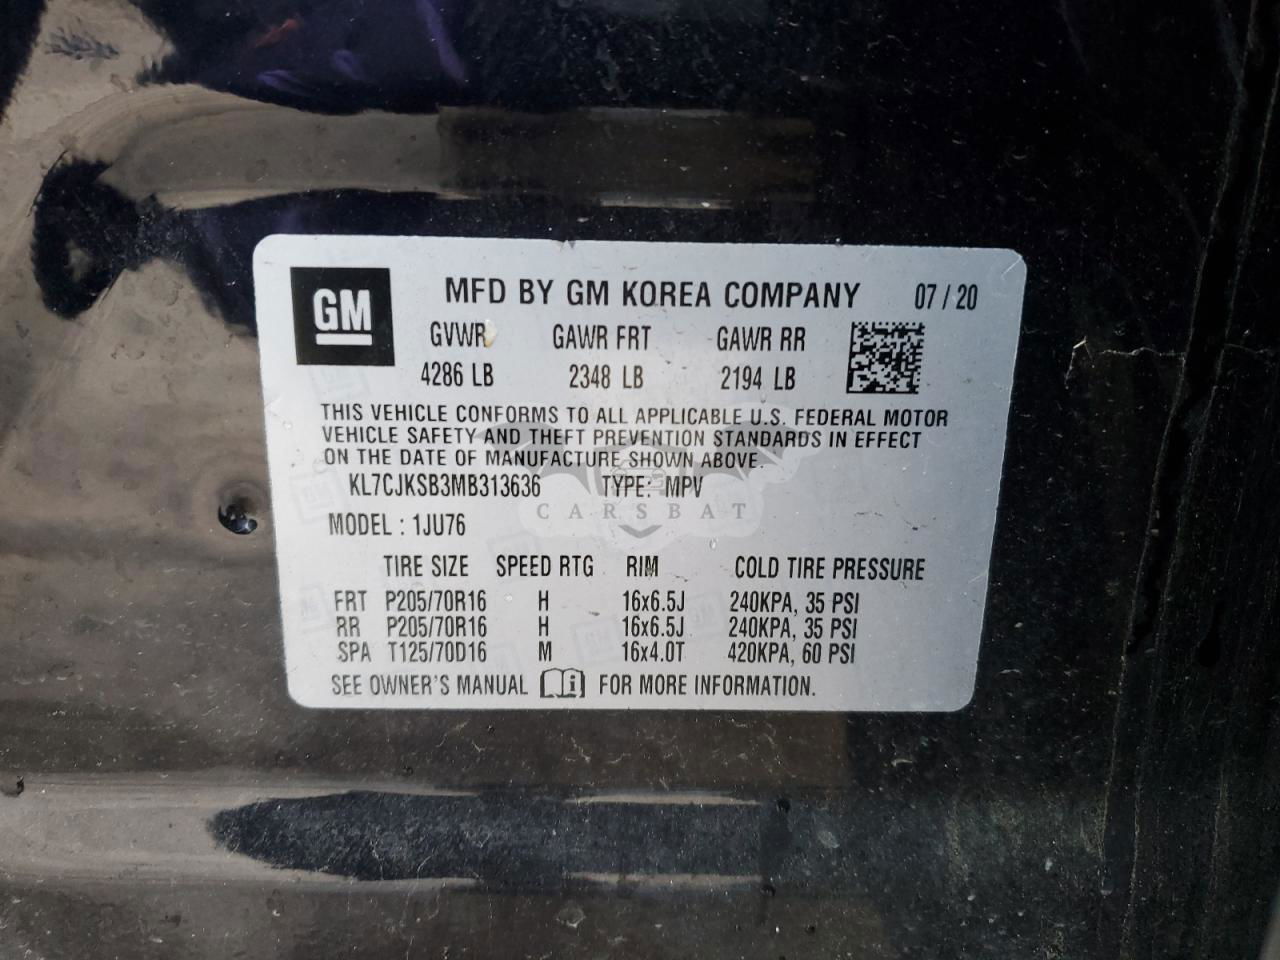 GM MFD BY GM KOREA COMPANY 07 / 20
GVWR GAWR FRT GAWR RR
4286 LB 2348 LB 2194 LB
THIS VEHICLE CONFORMS TO ALL APPLICABLE U.S. FEDERAL MOTOR
VEHICLE SAFETY AND THEFT PREVENTION STANDARDS IN EFFECT
ON THE DATE OF MANUFACTURE SHOWN ABOVE.
KL7CJKSB3MB313636 TYPE: MPV
CARSBAT
MODEL : 1JU76
TIRE SIZE SPEED RTG RIM COLD TIRE PRESSURE
FRT P205/70R16 H 16x6.5J 240KPA, 35 PSI
RR P205/70R16 H 16x6.5J 240KPA, 35 PSI
SPA T125/70D16 M 16x4.0T 420KPA, 60 PSI
SEE OWNER'S MANUAL i FOR MORE INFORMATION.